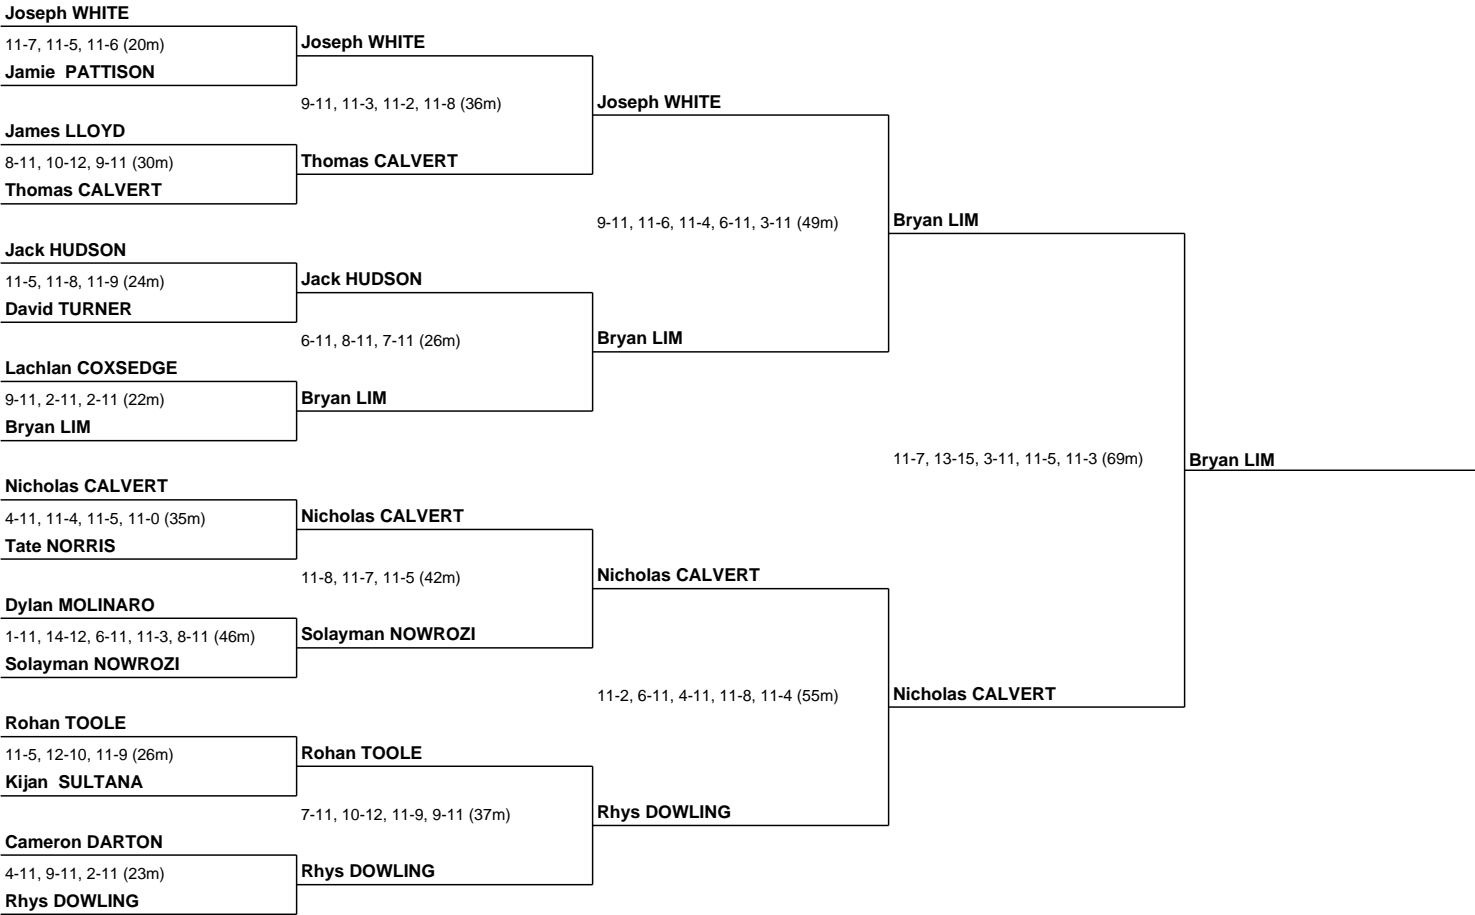 Joseph WHITE
11-7, 11-5, 11-6 (20m)
Jamie  PATTISON
James LLOYD
8-11, 10-12, 9-11 (30m)
Thomas CALVERT
Jack HUDSON
11-5, 11-8, 11-9 (24m)
David TURNER
Lachlan COXSEDGE
9-11, 2-11, 2-11 (22m)
Bryan LIM
Nicholas CALVERT
4-11, 11-4, 11-5, 11-0 (35m)
Tate NORRIS
Dylan MOLINARO
1-11, 14-12, 6-11, 11-3, 8-11 (46m)
Solayman NOWROZI
Rohan TOOLE
11-5, 12-10, 11-9 (26m)
Kijan  SULTANA
Cameron DARTON
4-11, 9-11, 2-11 (23m)
Rhys DOWLING
Joseph WHITE
9-11, 11-3, 11-2, 11-8 (36m)
Thomas CALVERT
Jack HUDSON
6-11, 8-11, 7-11 (26m)
Bryan LIM
Nicholas CALVERT
11-8, 11-7, 11-5 (42m)
Solayman NOWROZI
Rohan TOOLE
7-11, 10-12, 11-9, 9-11 (37m)
Rhys DOWLING
Joseph WHITE
9-11, 11-6, 11-4, 6-11, 3-11 (49m)
Bryan LIM
Nicholas CALVERT
11-2, 6-11, 4-11, 11-8, 11-4 (55m)
Rhys DOWLING
Bryan LIM
11-7, 13-15, 3-11, 11-5, 11-3 (69m)
Nicholas CALVERT
Bryan LIM